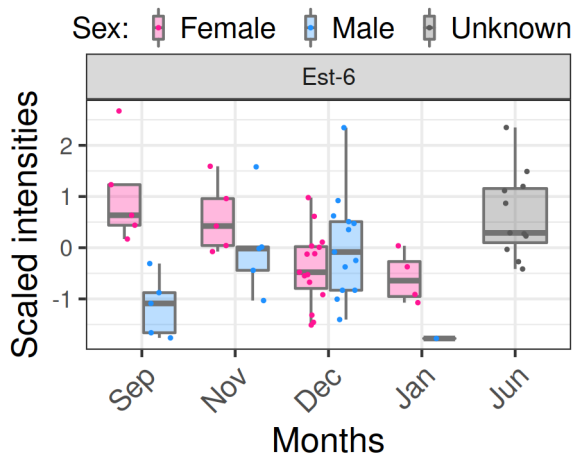 Sex: Female Male Unknown
Est-6
Scaled intensities
2
1
0
-1
Sep Nov Dec Jan Jun
Months